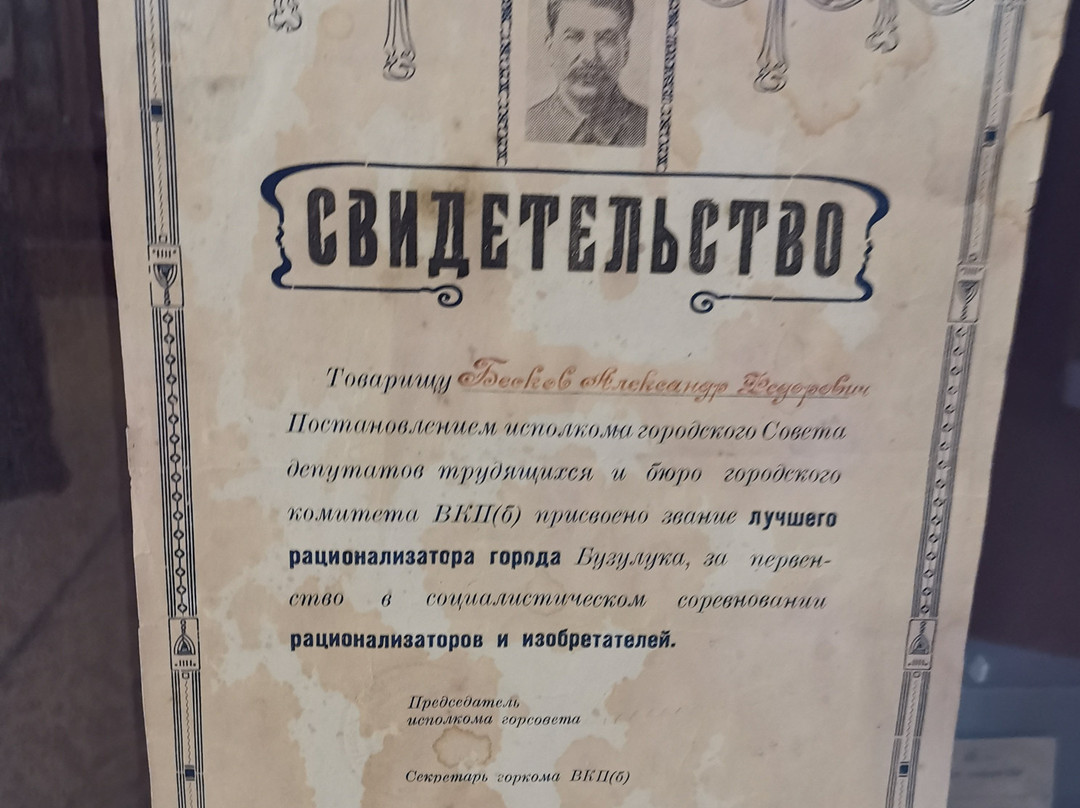 СВИДЕТЕЛЬСТВО
Товарищу Бесков Александр Федорович
Постановлением исполкома городского Совета
депутатов трудящихся и бюро городского
комитета ВКП(б) присвоено звание лучшего
рационализатора города Бузулука, за первен-
ство в социалистическом соревновании
рационализаторов и изобретателей.
Председатель
исполкома горсовета
Секретарь горкома ВКП(б)